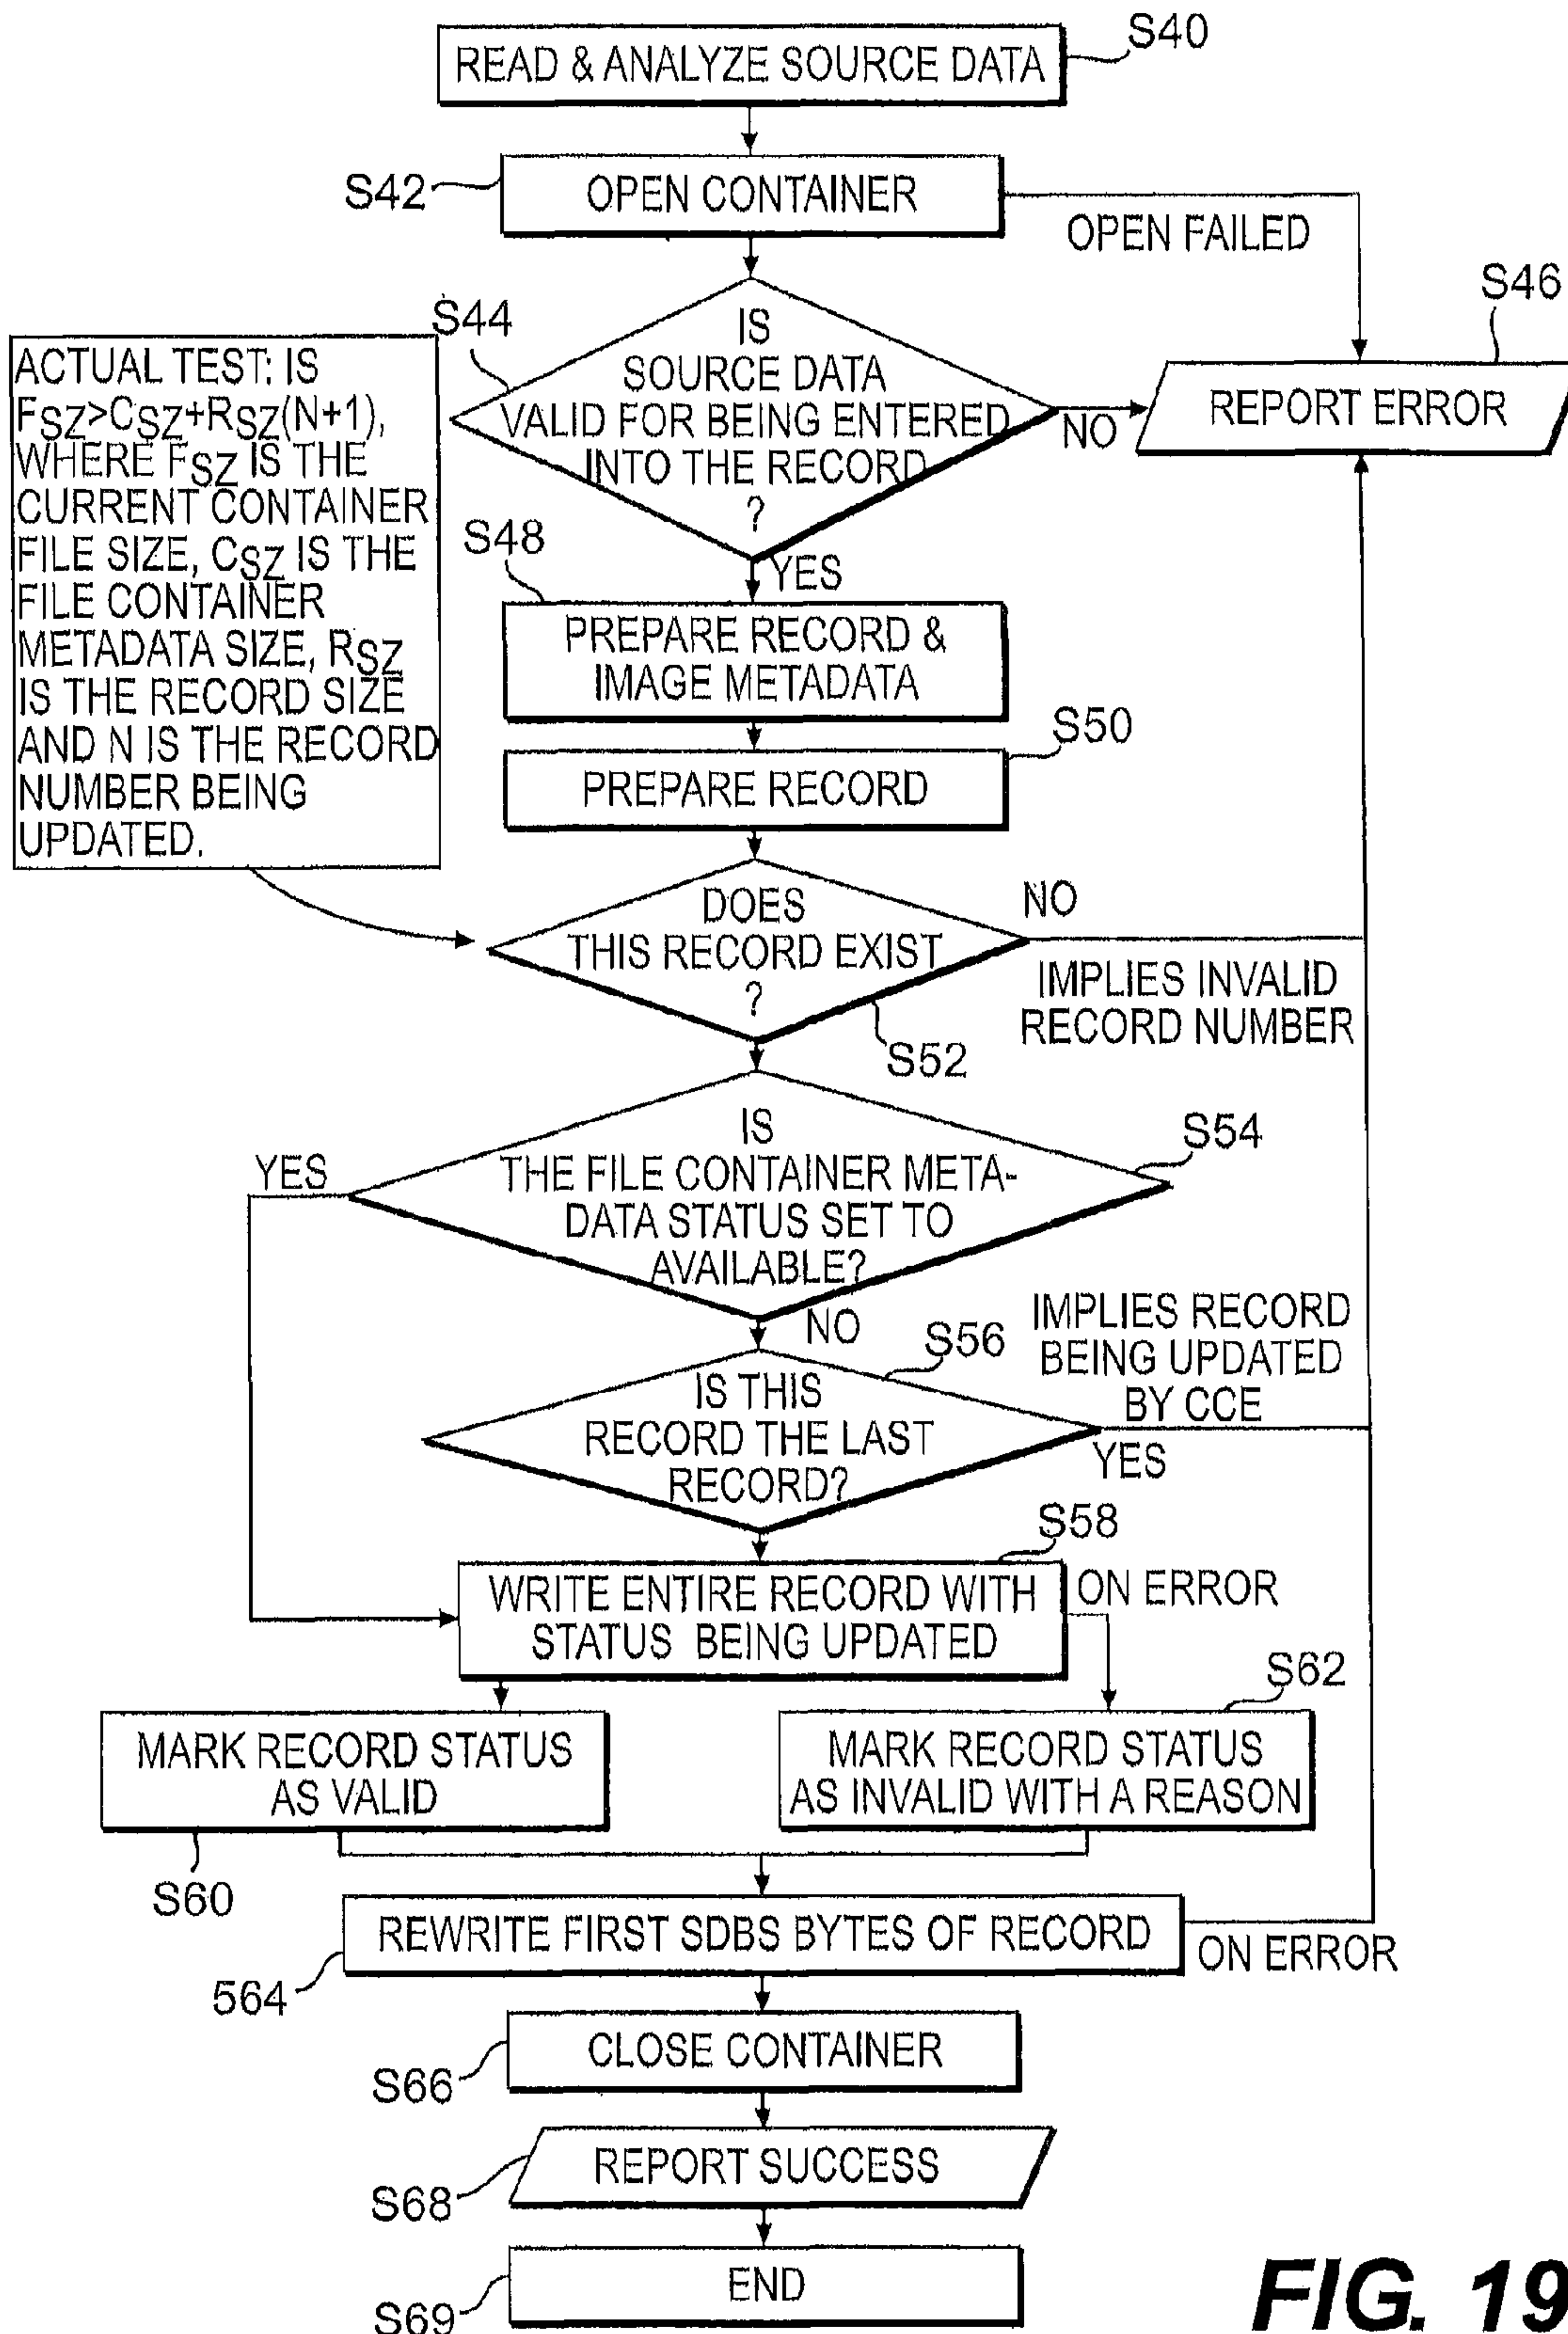 READ & ANALYZE SOURCE DATA
S40
S42
OPEN CONTAINER
OPEN FAILED
S46
REPORT ERROR
S44
IS
SOURCE DATA
VALID FOR BEING ENTERED
INTO THE RECORD
?
NO
YES
ACTUAL TEST: IS
FSZ>CSZ+RSZ(N+1),
WHERE FSZ IS THE
CURRENT CONTAINER
FILE SIZE, CSZ IS THE
FILE CONTAINER
METADATA SIZE, RSZ
IS THE RECORD SIZE
AND N IS THE RECORD
NUMBER BEING
UPDATED.
S48
PREPARE RECORD &
IMAGE METADATA
S50
PREPARE RECORD
DOES
THIS RECORD EXIST
?
NO
IMPLIES INVALID
RECORD NUMBER
S52
IS
THE FILE CONTAINER META-
DATA STATUS SET TO
AVAILABLE?
S54
YES
NO
S56
IS THIS
RECORD THE LAST
RECORD?
IMPLIES RECORD
BEING UPDATED
BY CCE
YES
S58
WRITE ENTIRE RECORD WITH
STATUS BEING UPDATED
ON ERROR
S62
MARK RECORD STATUS
AS VALID
MARK RECORD STATUS
AS INVALID WITH A REASON
S60
REWRITE FIRST SDBS BYTES OF RECORD
ON ERROR
564
CLOSE CONTAINER
S66
REPORT SUCCESS
S68
END
S69
FIG. 19